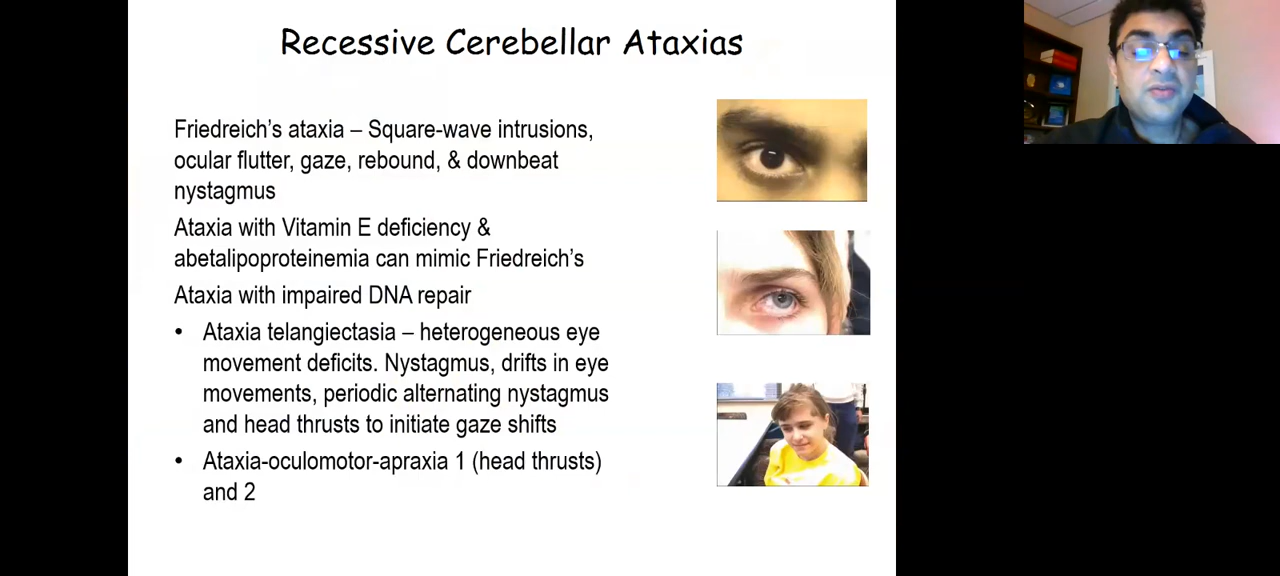 Recessive Cerebellar Ataxias
Friedreich's ataxia – Square-wave intrusions,
ocular flutter, gaze, rebound, & downbeat
nystagmus
Ataxia with Vitamin E deficiency &
abetalipoproteinemia can mimic Friedreich's
Ataxia with impaired DNA repair
• Ataxia telangiectasia – heterogeneous eye
movement deficits. Nystagmus, drifts in eye
movements, periodic alternating nystagmus
and head thrusts to initiate gaze shifts
• Ataxia-oculomotor-apraxia 1 (head thrusts)
and 2